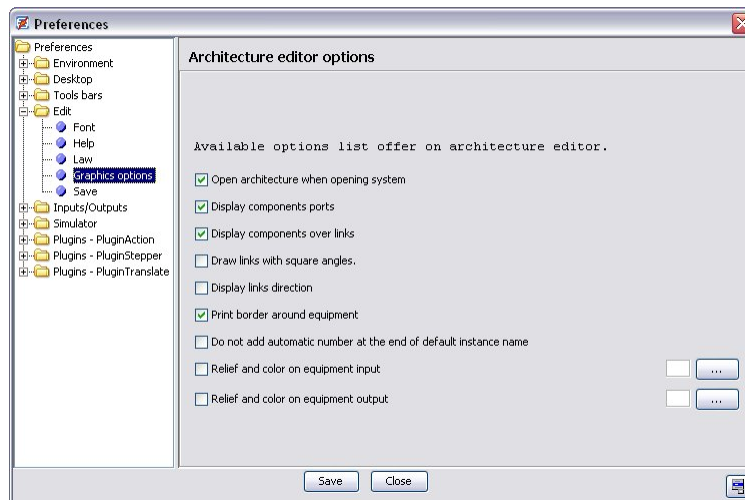 Preferences
Preferences
Environment
Desktop
Tools bars
Edit
Font
Help
Law
Graphics options
Save
Inputs/Outputs
Simulator
Plugins - PluginAction
Plugins - PluginStepper
Plugins - PluginTranslate
Architecture editor options
Available options list offer on architecture editor.
Open architecture when opening system
Display components ports
Display components over links
Draw links with square angles.
Display links direction
Print border around equipment
Do not add automatic number at the end of default instance name
Relief and color on equipment input
...
Relief and color on equipment output
...
Save Close